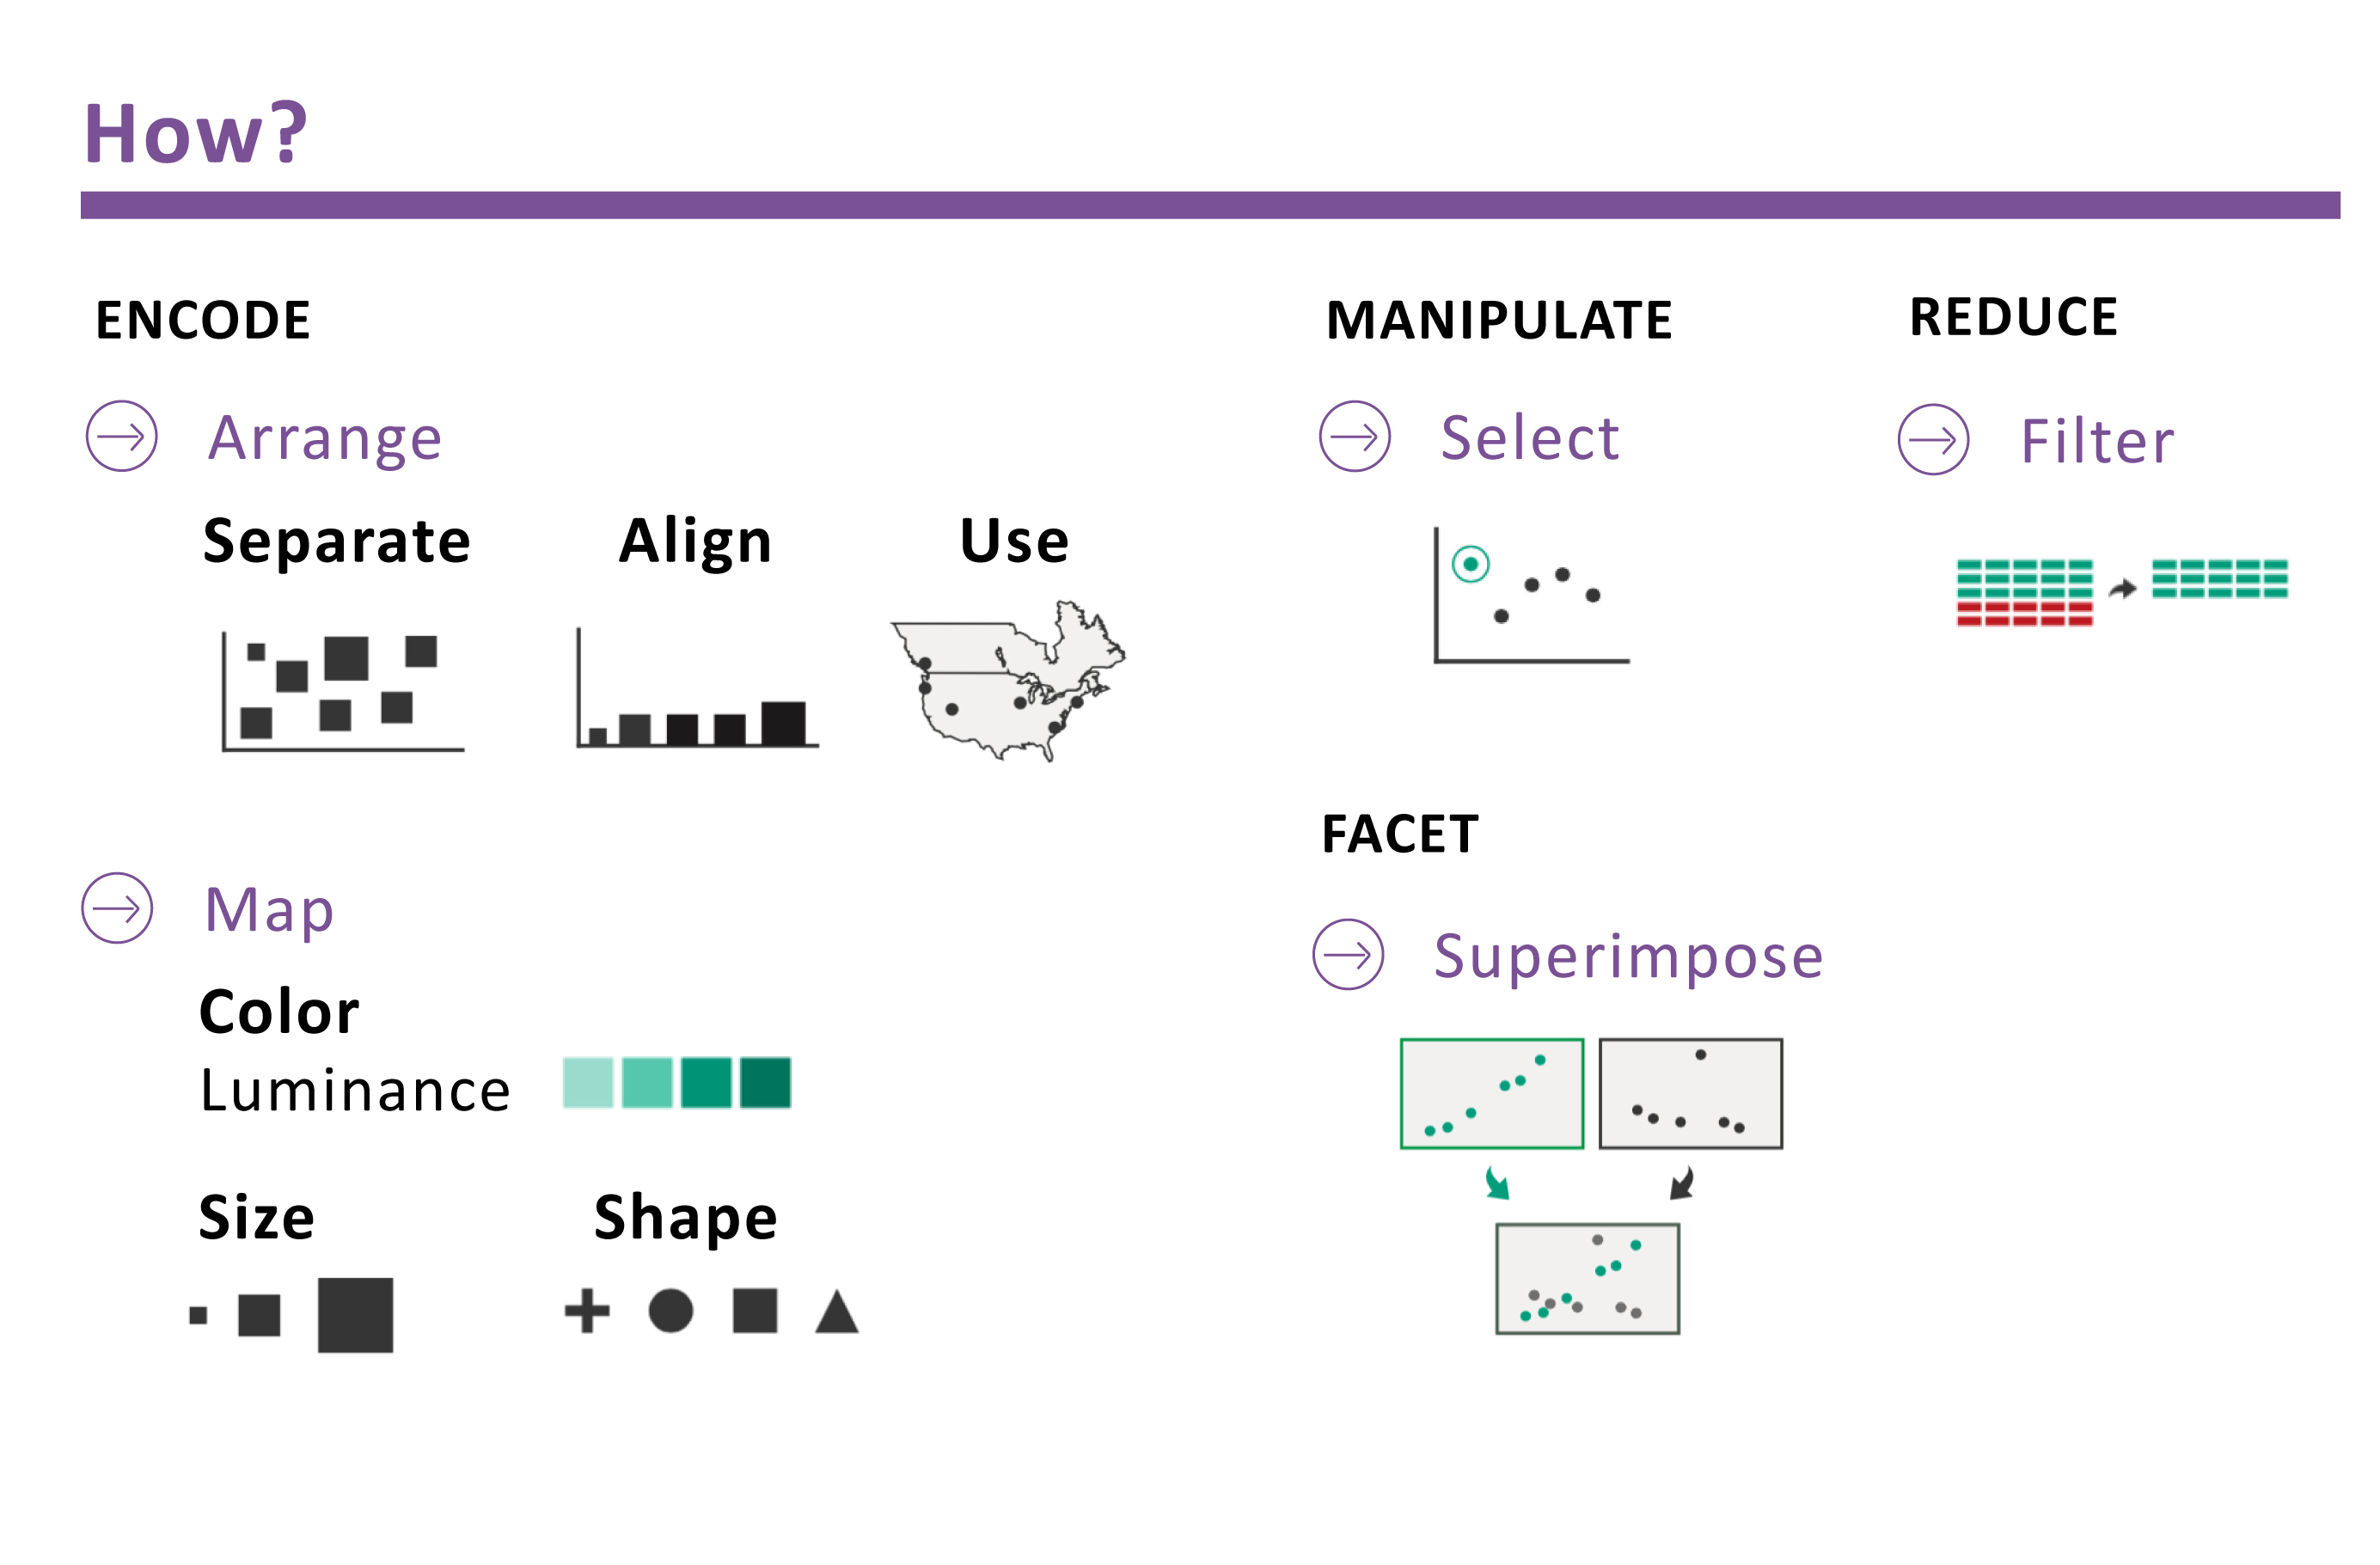 How?
ENCODE
Arrange
Separate
Align
Use
Map
Color
Luminance
Size
Shape
MANIPULATE
Select
FACET
Superimpose
REDUCE
Filter